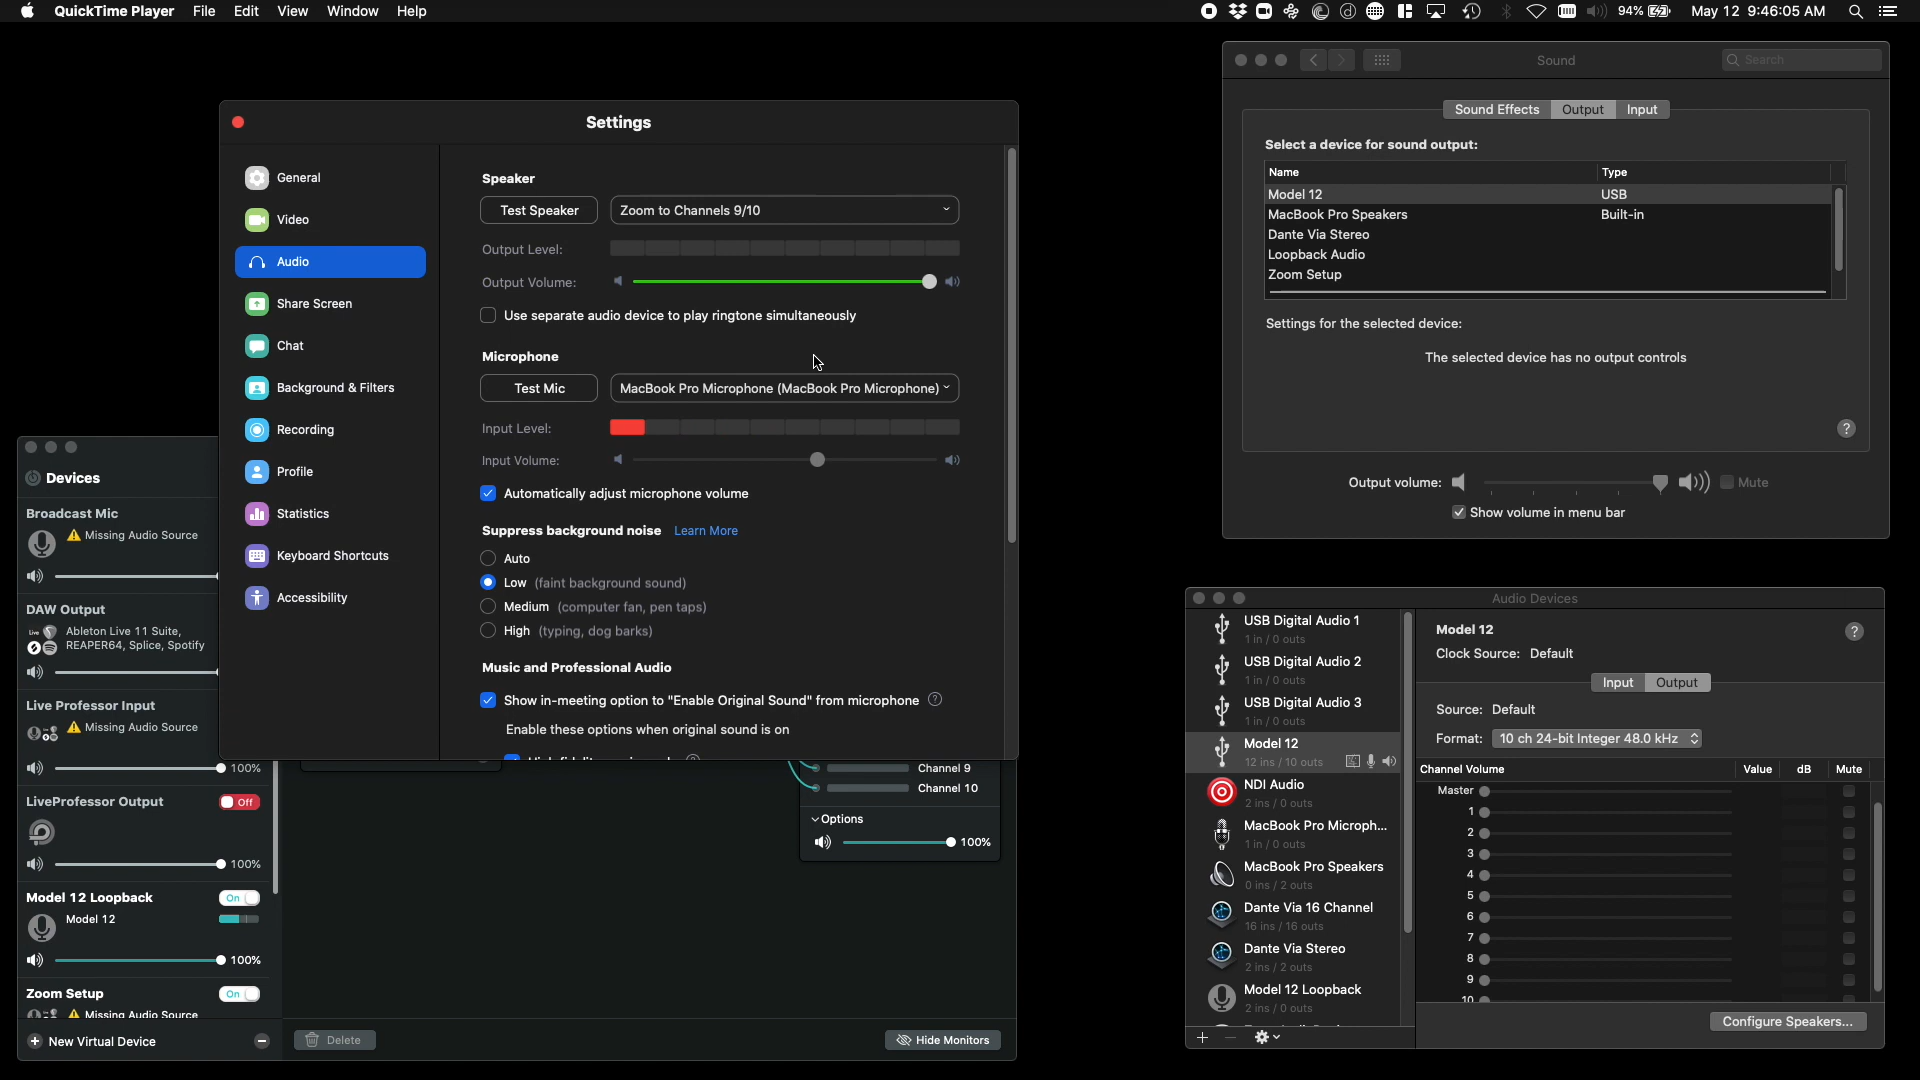 QuickTime Player File Edit View Window Help
94% May 12 9:46:05 AM
Settings
General
Video
Audio
Share Screen
Chat
Background & Filters
Recording
Profile
Statistics
Keyboard Shortcuts
Accessibility
Speaker
Test Speaker Zoom to Channels 9/10
Output Level:
Output Volume:
Use separate audio device to play ringtone simultaneously
Microphone
Test Mic MacBook Pro Microphone (MacBook Pro Microphone)
Input Level:
Input Volume:
Automatically adjust microphone volume
Suppress background noise Learn More
Auto
Low (faint background sound)
Medium (computer fan, pen taps)
High (typing, dog barks)
Music and Professional Audio
Show in-meeting option to "Enable Original Sound" from microphone
Enable these options when original sound is on
Devices
Broadcast Mic
Missing Audio Source
DAW Output
Ableton Live 11 Suite,
REAPER64, Splice, Spotify
Live Professor Input
Missing Audio Source
100%
LiveProfessor Output Off
100%
Model 12 Loopback On
Model 12
100%
Zoom Setup On
Missing Audio Source
New Virtual Device
Channel 9
Channel 10
Options
100%
Delete
Hide Monitors
Sound
Search
Sound Effects Output Input
Select a device for sound output:
Name Type
Model 12 USB
MacBook Pro Speakers Built-in
Dante Via Stereo
Loopback Audio
Zoom Setup
Settings for the selected device:
The selected device has no output controls
?
Output volume: Mute
Show volume in menu bar
Audio Devices
USB Digital Audio 1
1 in / 0 outs
USB Digital Audio 2
1 in / 0 outs
USB Digital Audio 3
1 in / 0 outs
Model 12
12 ins / 10 outs
NDI Audio
2 ins / 0 outs
MacBook Pro Microph...
1 in / 0 outs
MacBook Pro Speakers
0 ins / 2 outs
Dante Via 16 Channel
16 ins / 16 outs
Dante Via Stereo
2 ins / 2 outs
Model 12 Loopback
2 ins / 0 outs
Model 12
?
Clock Source: Default
Input Output
Source: Default
Format: 10 ch 24-bit Integer 48.0 kHz
Channel Volume Value dB Mute
Master
1
2
3
4
5
6
7
8
9
10
Configure Speakers...